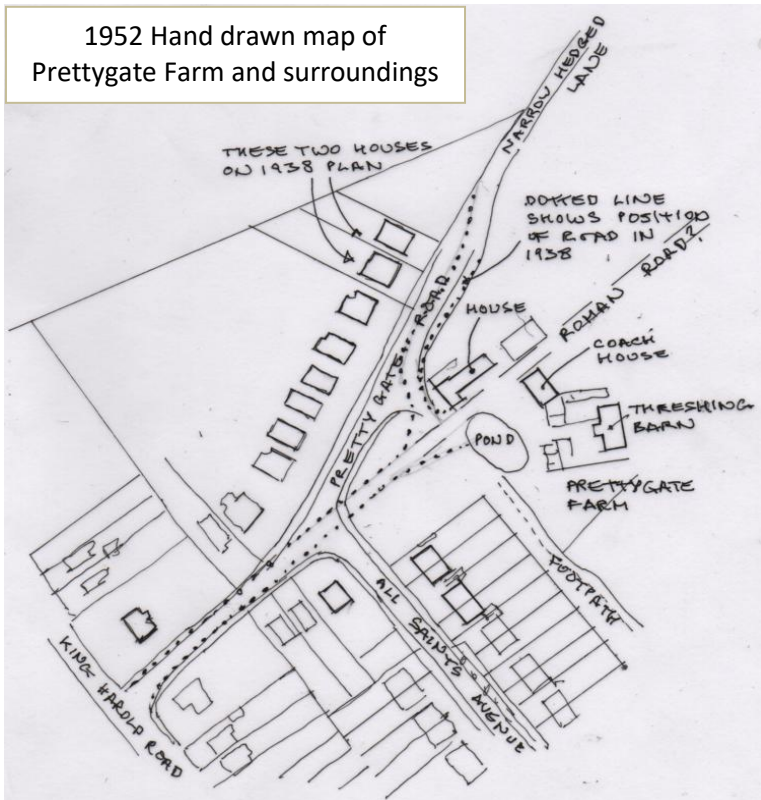 1952 Hand drawn map of
Prettygate Farm and surroundings
NARROW HEDGED
LANE
THESE TWO HOUSES
ON 1938 PLAN
DOTTED LINE
SHOWS POSITION
OF ROAD IN
1938
ROMAN ROAD?
HOUSE
COACH
HOUSE
THRESHING
BARN
PRETTY GATE ROAD
POND
PRETTYGATE
FARM
FOOTPATH
ALL SAINTS AVENUE
KING HAROLD ROAD